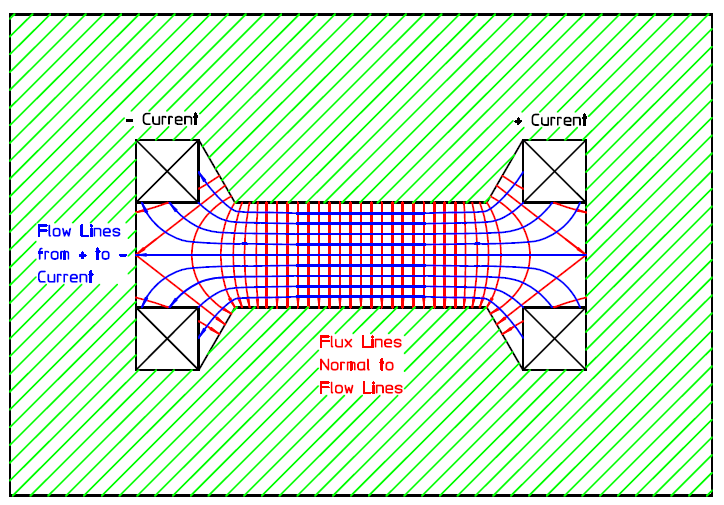 - Current
+ Current
Flow Lines
from + to -
Current
Flux Lines
Normal to
Flow Lines